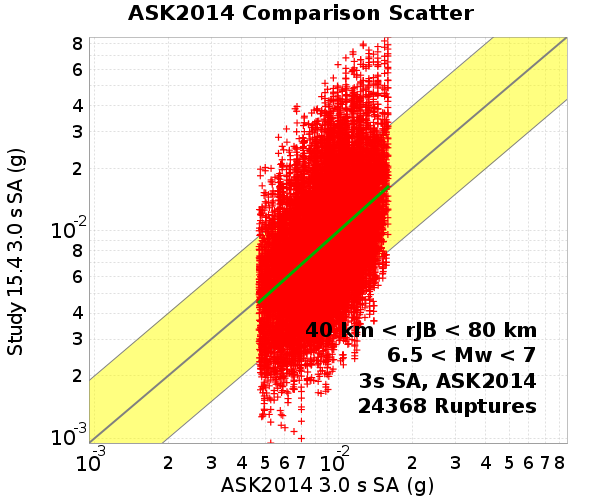 ASK2014 Comparison Scatter
Study 15.4 3.0 s SA (g)
8
6
4
3
2
10-2
8
6
4
3
2
10-3
40 km < rJB < 80 km
6.5 < Mw < 7
3s SA, ASK2014
24368 Ruptures
10-3 2 3 4 5 6 7 10-2 2 3 4 5 6 7 8
ASK2014 3.0 s SA (g)